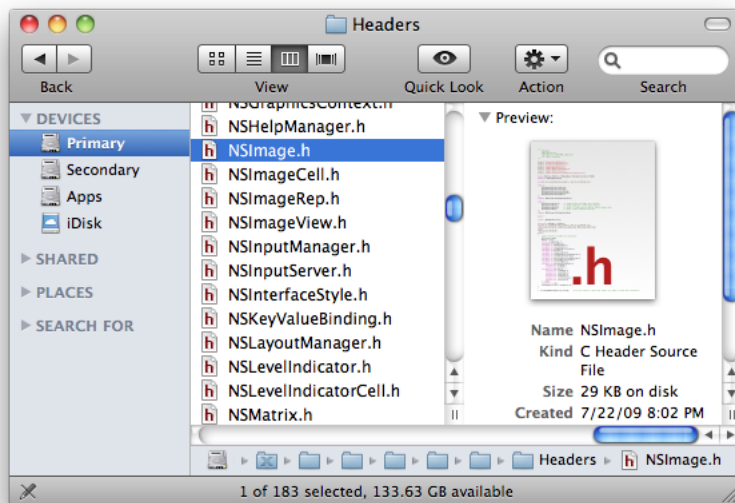 Headers
Back
View
Quick Look
Action
Search
DEVICES
Primary
Secondary
Apps
iDisk
SHARED
PLACES
SEARCH FOR
NSGraphicsContext.h
NSHelpManager.h
NSImage.h
NSImageCell.h
NSImageRep.h
NSImageView.h
NSInputManager.h
NSInputServer.h
NSInterfaceStyle.h
NSKeyValueBinding.h
NSLayoutManager.h
NSLevelIndicator.h
NSLevelIndicatorCell.h
NSMatrix.h
Preview:
.h
Name NSImage.h
Kind C Header Source
File
Size 29 KB on disk
Created 7/22/09 8:02 PM
Headers
NSImage.h
1 of 183 selected, 133.63 GB available